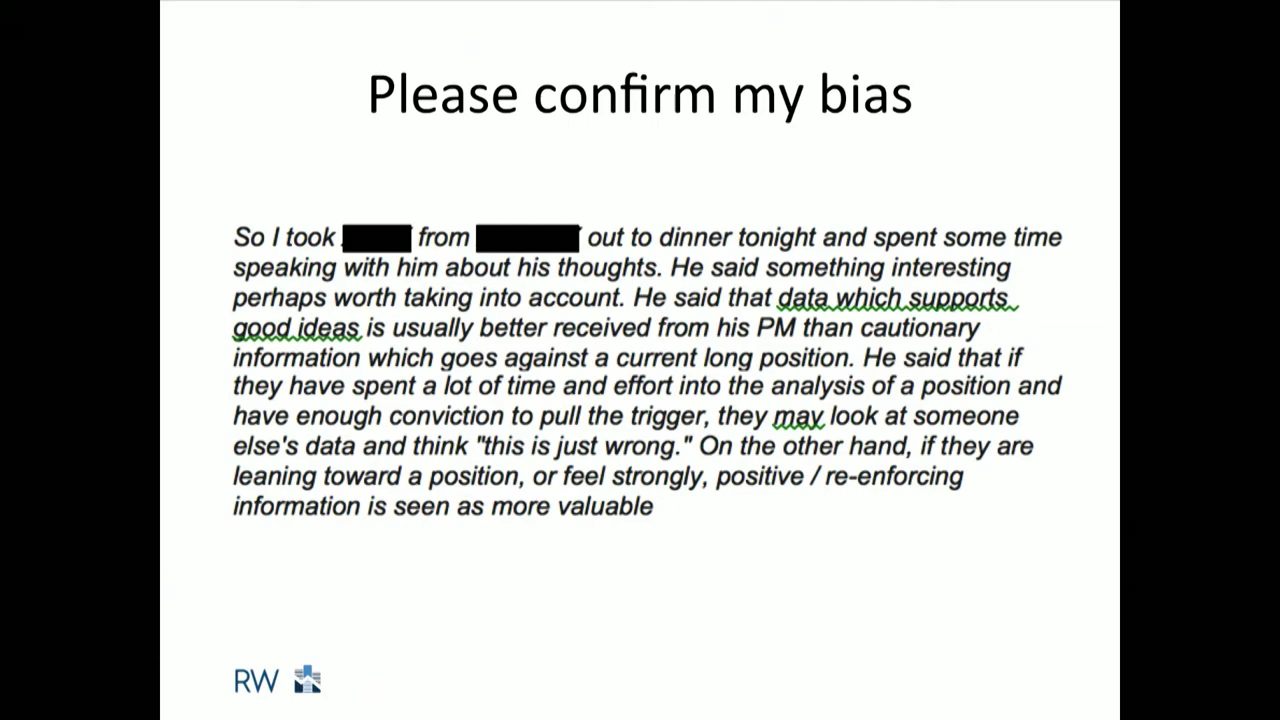 Please confirm my bias
So I took from out to dinner tonight and spent some time
speaking with him about his thoughts. He said something interesting
perhaps worth taking into account. He said that data which supports
good ideas is usually better received from his PM than cautionary
information which goes against a current long position. He said that if
they have spent a lot of time and effort into the analysis of a position and
have enough conviction to pull the trigger, they may look at someone
else's data and think "this is just wrong." On the other hand, if they are
leaning toward a position, or feel strongly, positive / re-enforcing
information is seen as more valuable
RW